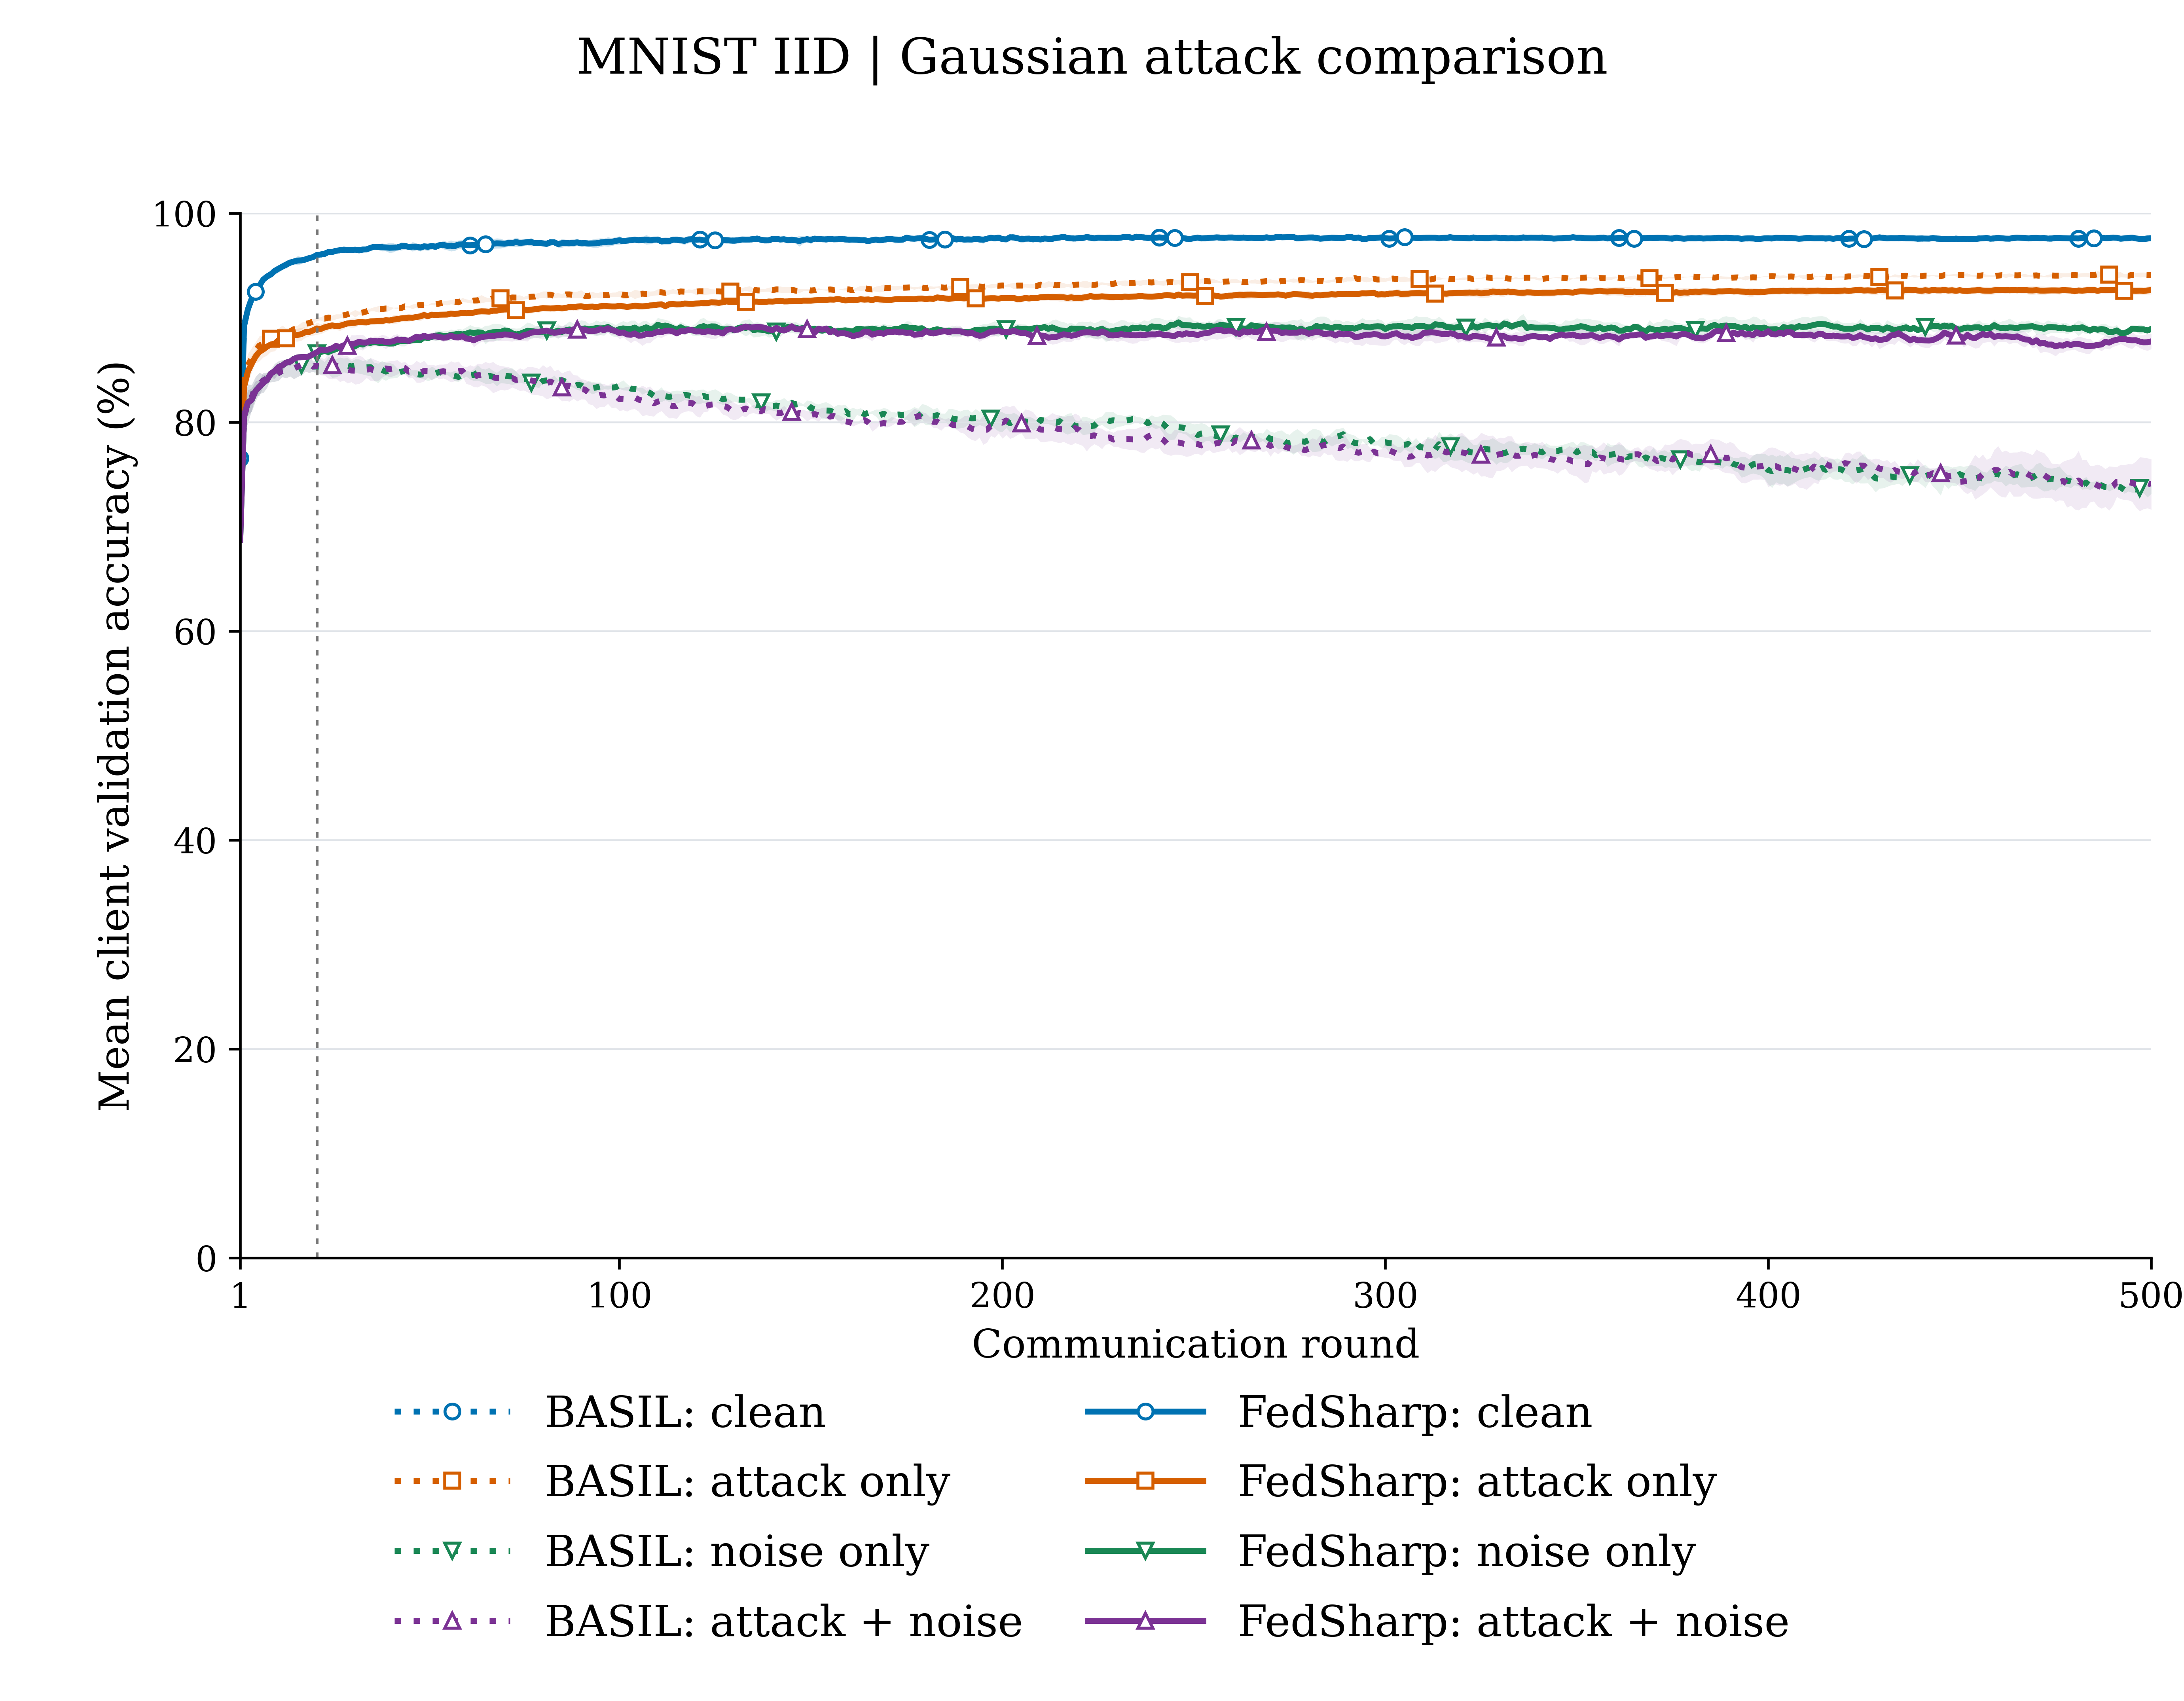 MNIST IID | Gaussian attack comparison
Mean client validation accuracy (%)
100
80
60
40
20
0
1 100 200 300 400 500
Communication round
BASIL: clean
BASIL: attack only
BASIL: noise only
BASIL: attack + noise
FedSharp: clean
FedSharp: attack only
FedSharp: noise only
FedSharp: attack + noise